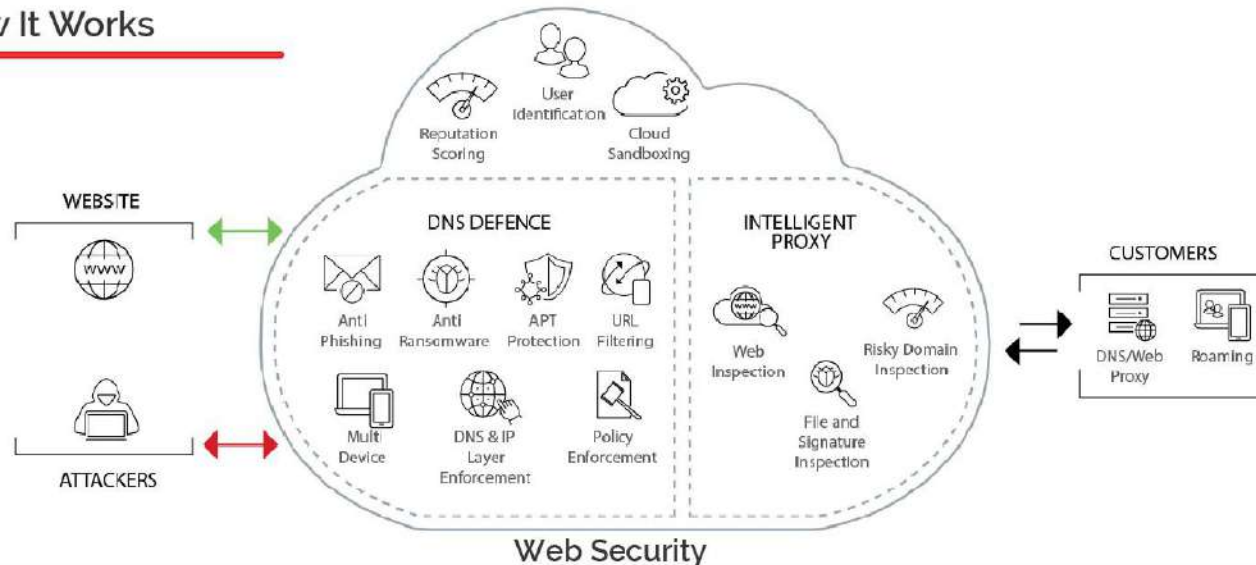 It Works
User
Identification
Reputation
Scoring
Cloud
Sandboxing
WEBSITE
WWW
ATTACKERS
DNS DEFENCE
Anti
Phishing
Anti
Ransomware
APT
Protection
URL
Filtering
Multi
Device
DNS & IP
Layer
Enforcement
Policy
Enforcement
INTELLIGENT
PROXY
WWW
Web
Inspection
Risky Domain
Inspection
File and
Signature
Inspection
CUSTOMERS
DNS/Web
Proxy
Roaming
Web Security